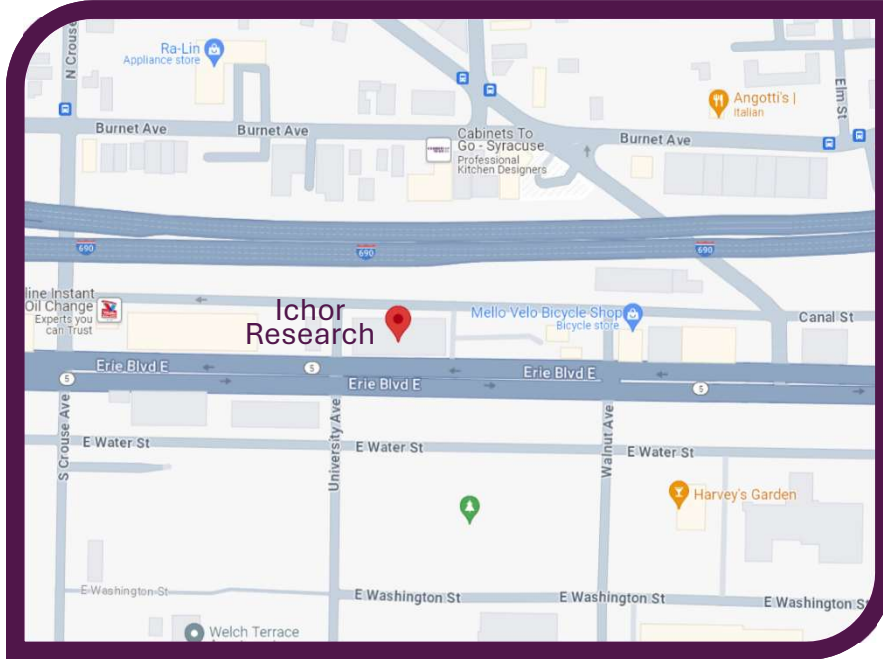 N Crouse
Ra-Lin
Appliance store
Burnet Ave
Burnet Ave
Cabinets To
Go - Syracuse
Professional
Kitchen Designers
Burnet Ave
Angotti's |
Italian
Elm St
690
690
690
line Instant
Oil Change
Experts you
can Trust
Ichor
Research
Mello Velo Bicycle Shop
Bicycle store
Canal St
Erie Blvd E
5
Erie Blvd E
Erie Blvd E
5
5
S Crouse Ave
University Ave
Walnut Ave
E Water St
E Water St
E Water St
Harvey's Garden
E Washington St
E Washington St
E Washington St
E Washington S
Welch Terrace